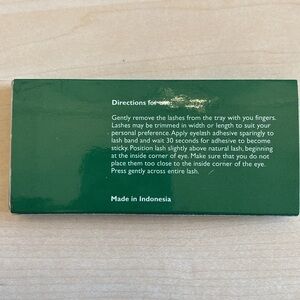 Directions for use:
Gently remove the lashes from the tray with you fingers.
Lashes may be trimmed in width or length to suit your
personal preference. Apply eyelash adhesive sparingly to
lash band and wait 30 seconds for adhesive to become
sticky. Position lash slightly above natural lash, beginning
at the inside corner of eye. Make sure that you do not
place them too close to the inside corner of the eye.
Press gently across entire lash.
Made in Indonesia